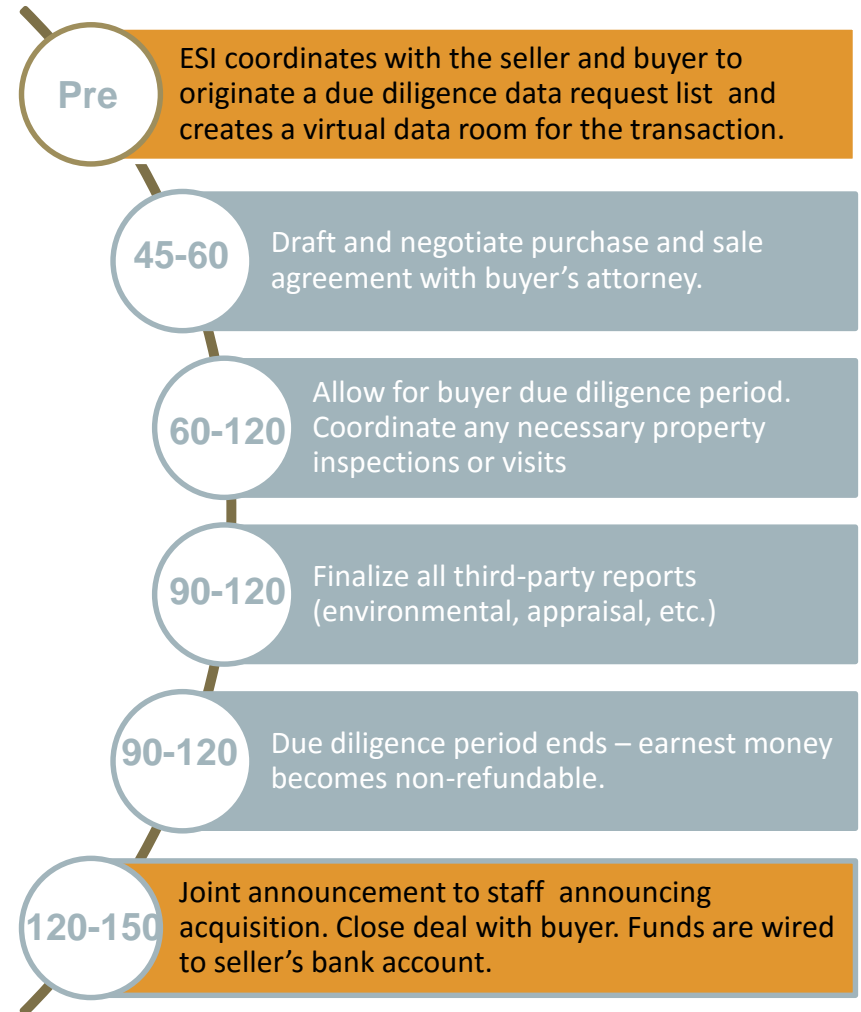 Pre
ESI coordinates with the seller and buyer to
originate a due diligence data request list and
creates a virtual data room for the transaction.
45-60
Draft and negotiate purchase and sale
agreement with buyer’s attorney.
60-120
Allow for buyer due diligence period.
Coordinate any necessary property
inspections or visits
90-120
Finalize all third-party reports
(environmental, appraisal, etc.)
90-120
Due diligence period ends – earnest money
becomes non-refundable.
120-150
Joint announcement to staff announcing
acquisition. Close deal with buyer. Funds are wired
to seller’s bank account.